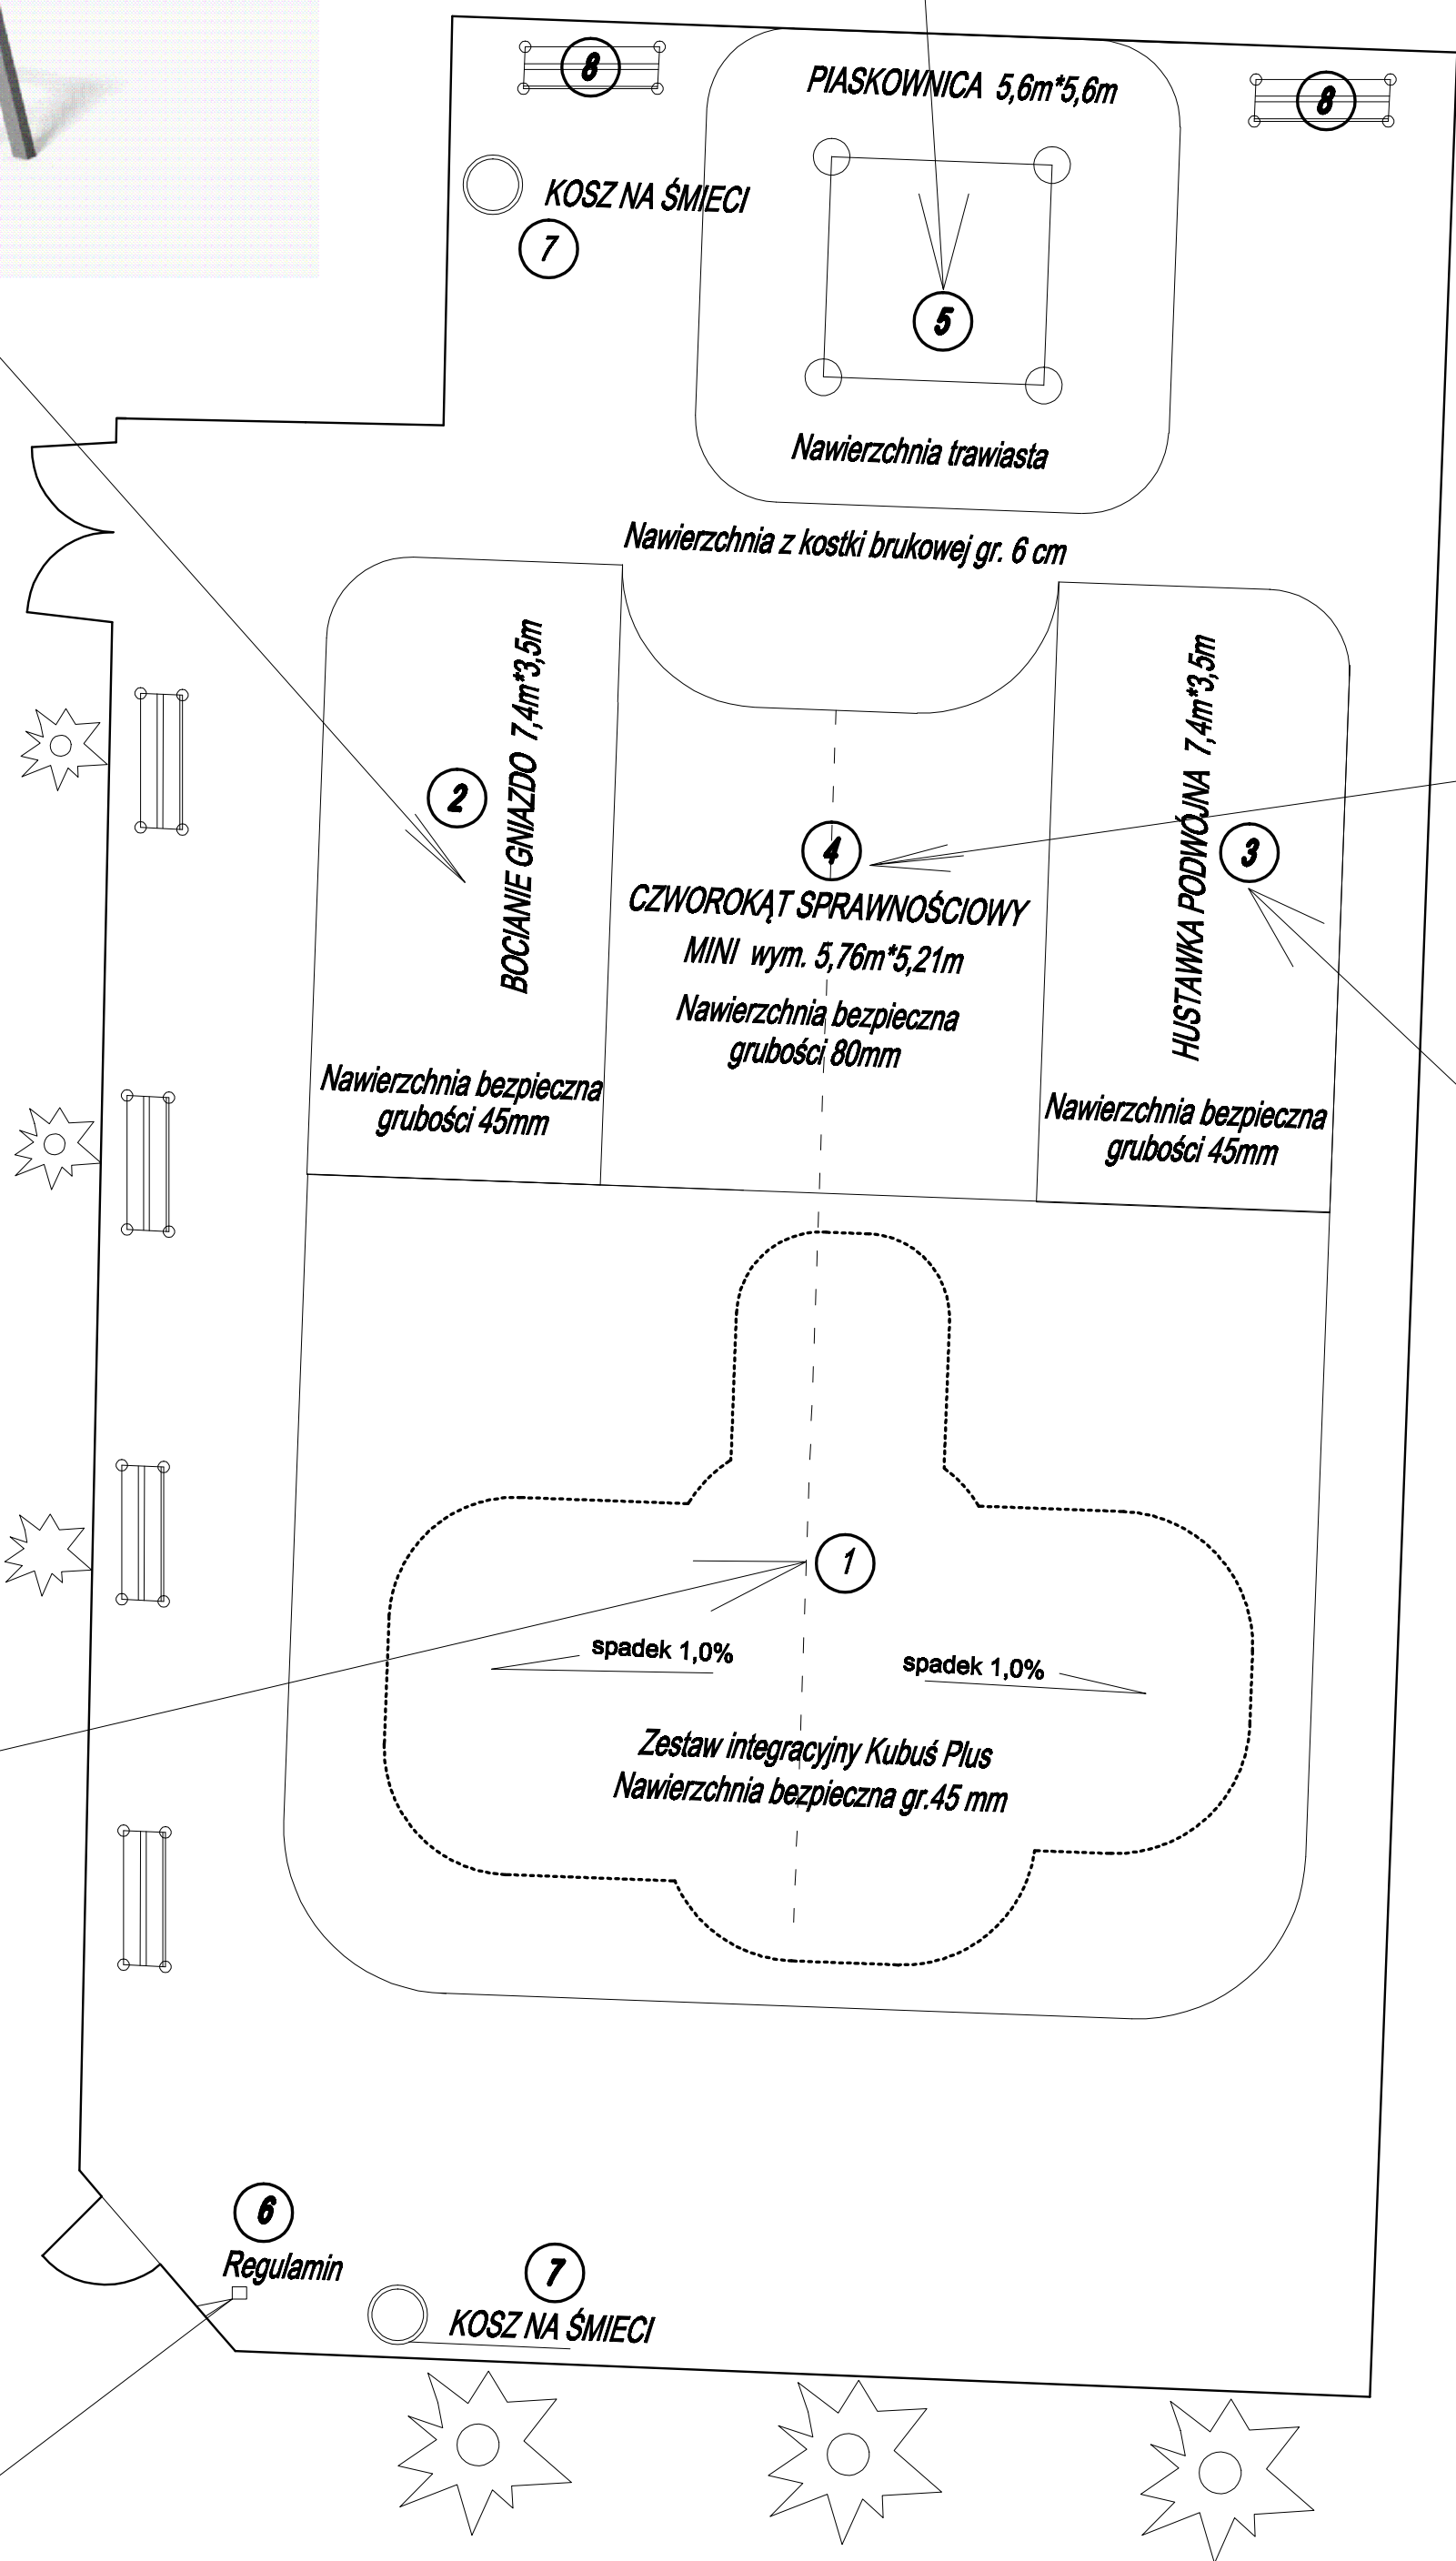 8
PIASKOWNICA 5,6m*5,6m
8
KOSZ NA ŚMIECI
7
5
Nawierzchnia trawiasta
Nawierzchnia z kostki brukowej gr. 6 cm
2
BOCIANIE GNIAZDO 7,4m*3,5m
Nawierzchnia bezpieczna
grubości 45mm
4
CZWOROKĄT SPRAWNOŚCIOWY
MINI wym. 5,76m*5,21m
Nawierzchnia bezpieczna
grubości 80mm
HUSTAWKA PODWÓJNA 7,4m*3,5m
3
Nawierzchnia bezpieczna
grubości 45mm
1
spadek 1,0%
spadek 1,0%
Zestaw integracyjny Kubuś Plus
Nawierzchnia bezpieczna gr.45 mm
6
Regulamin
7
KOSZ NA ŚMIECI